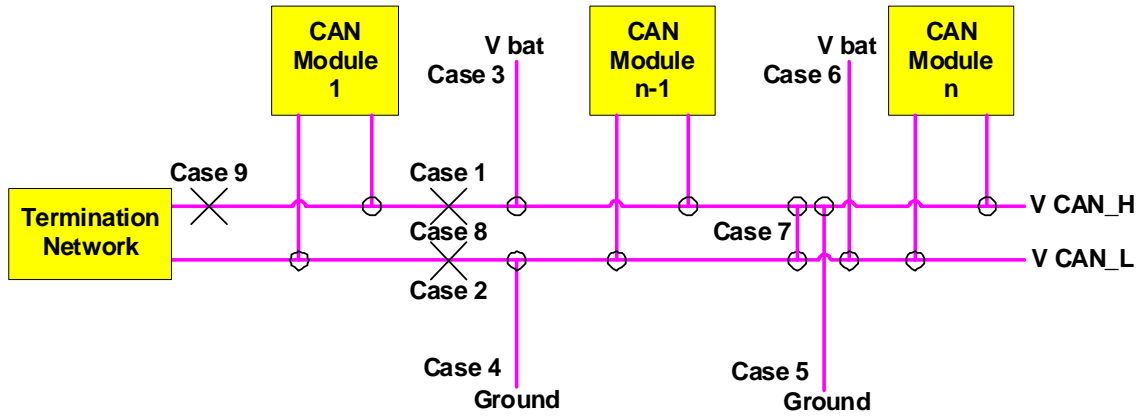 CAN
Module
1
V bat
Case 3
CAN
Module
n-1
V bat
Case 6
CAN
Module
n
Case 9
Case 1
Termination
Network
V CAN_H
Case 8
Case 7
V CAN_L
Case 2
Case 4
Ground
Case 5
Ground